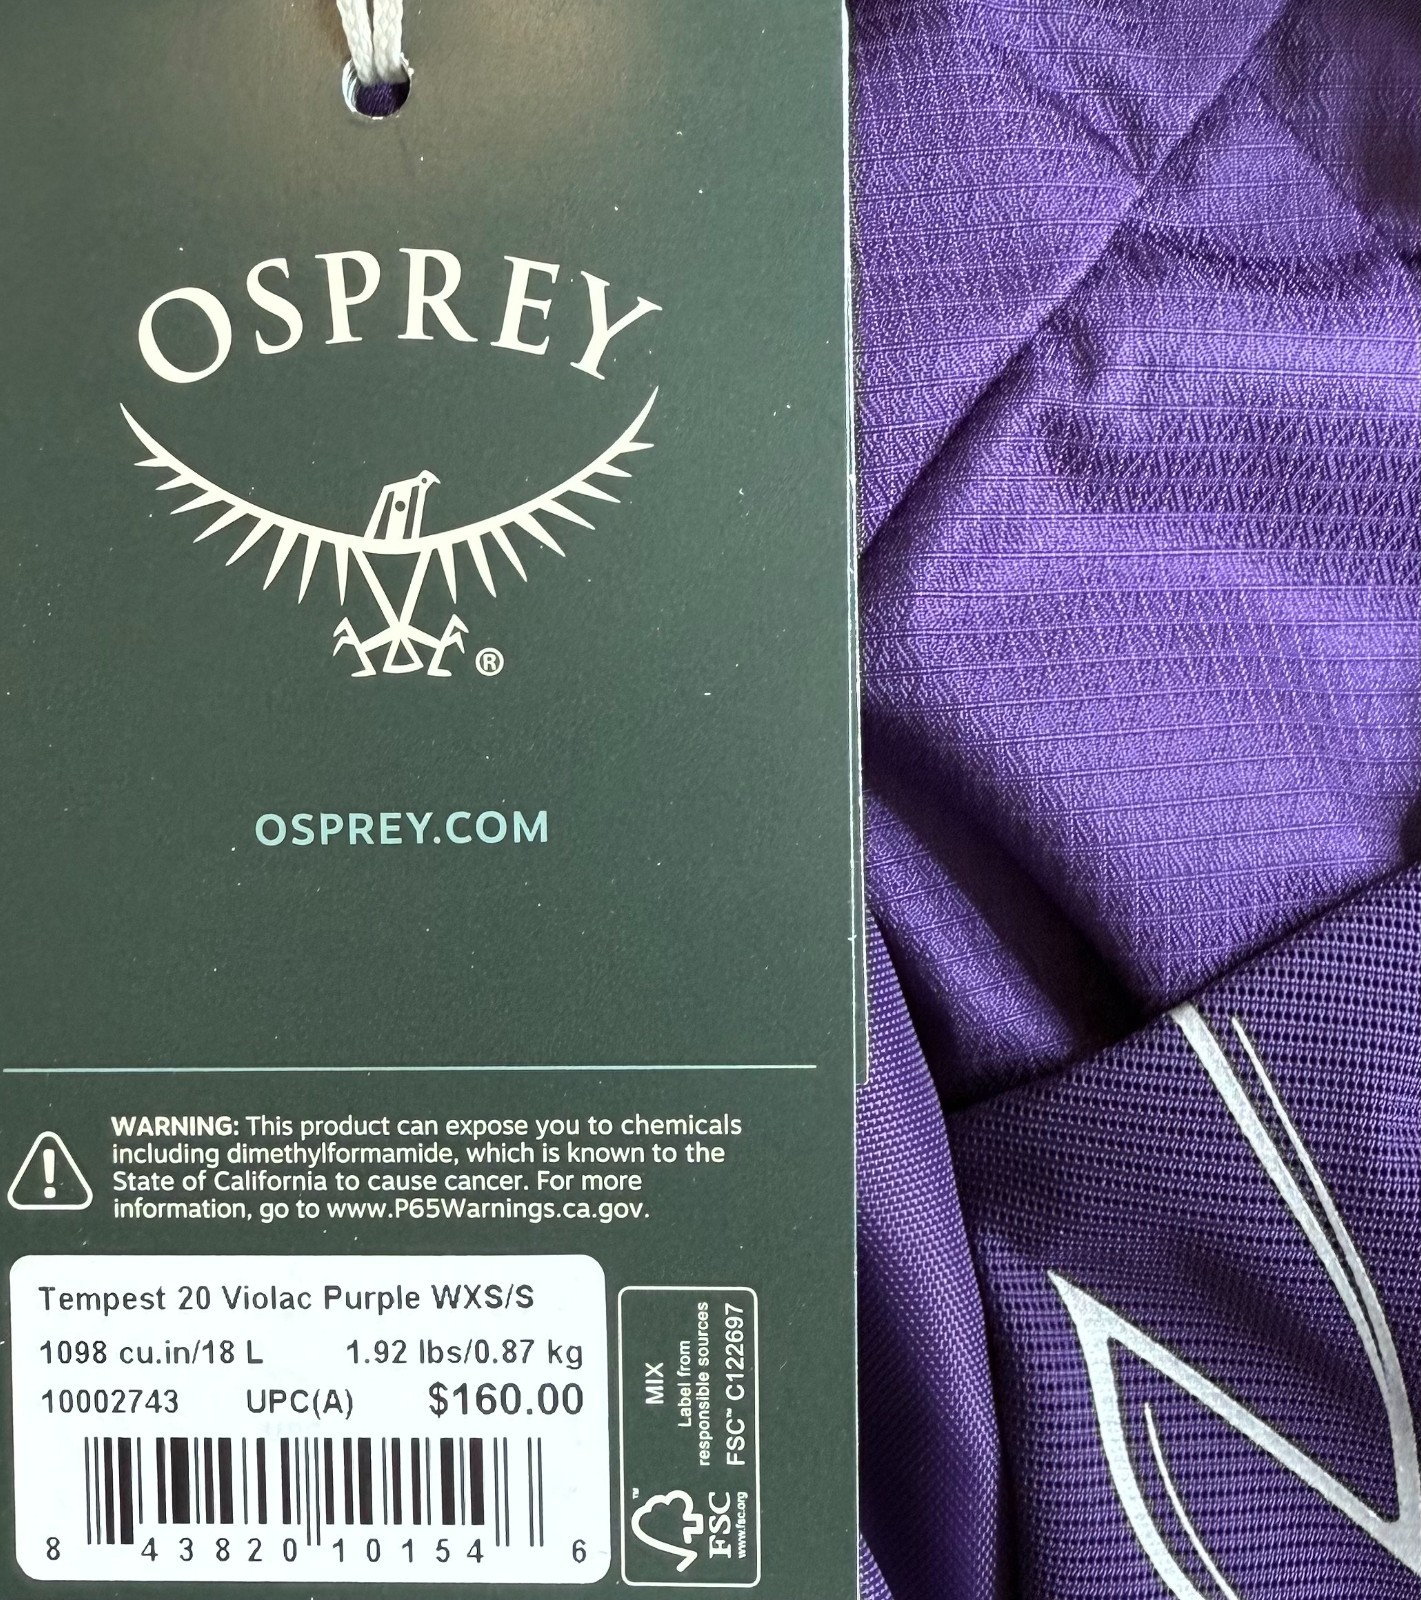 OSPREY
®
OSPREY.COM
WARNING: This product can expose you to chemicals
including dimethylformamide, which is known to the
State of California to cause cancer. For more
information, go to www.P65Warnings.ca.gov.
Tempest 20 Violac Purple WXS/S
1098 cu.in/18 L 1.92 lbs/0.87 kg
10002743 UPC(A) $160.00
8 43820 10154 6
MIX
Label from
responsible sources
FSC™ C122697
™
FSC
www.fsc.org